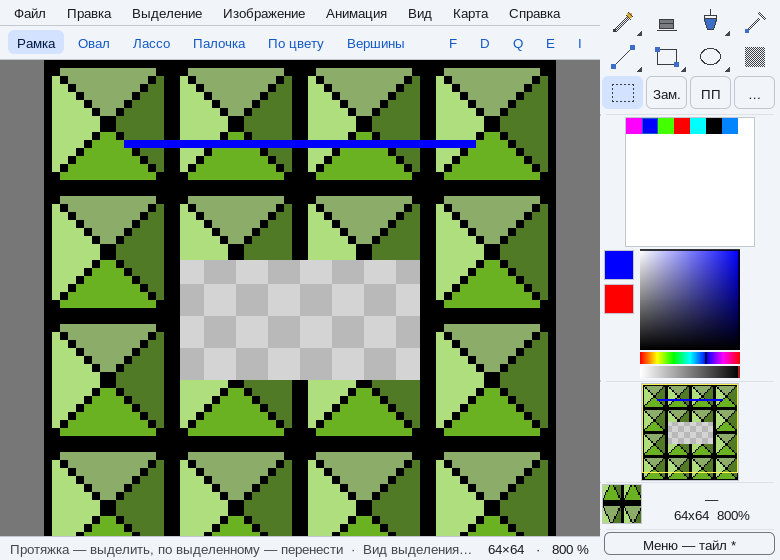 Файл Правка Выделение Изображение Анимация Вид Карта Справка
Рамка Овал Лассо Палочка По цвету Вершины F D Q E I
Зам. ПП ...
—
64x64 800%
Протяжка — выделить, по выделенному — перенести · Вид выделения… 64×64 · 800 %
Меню — тайл *